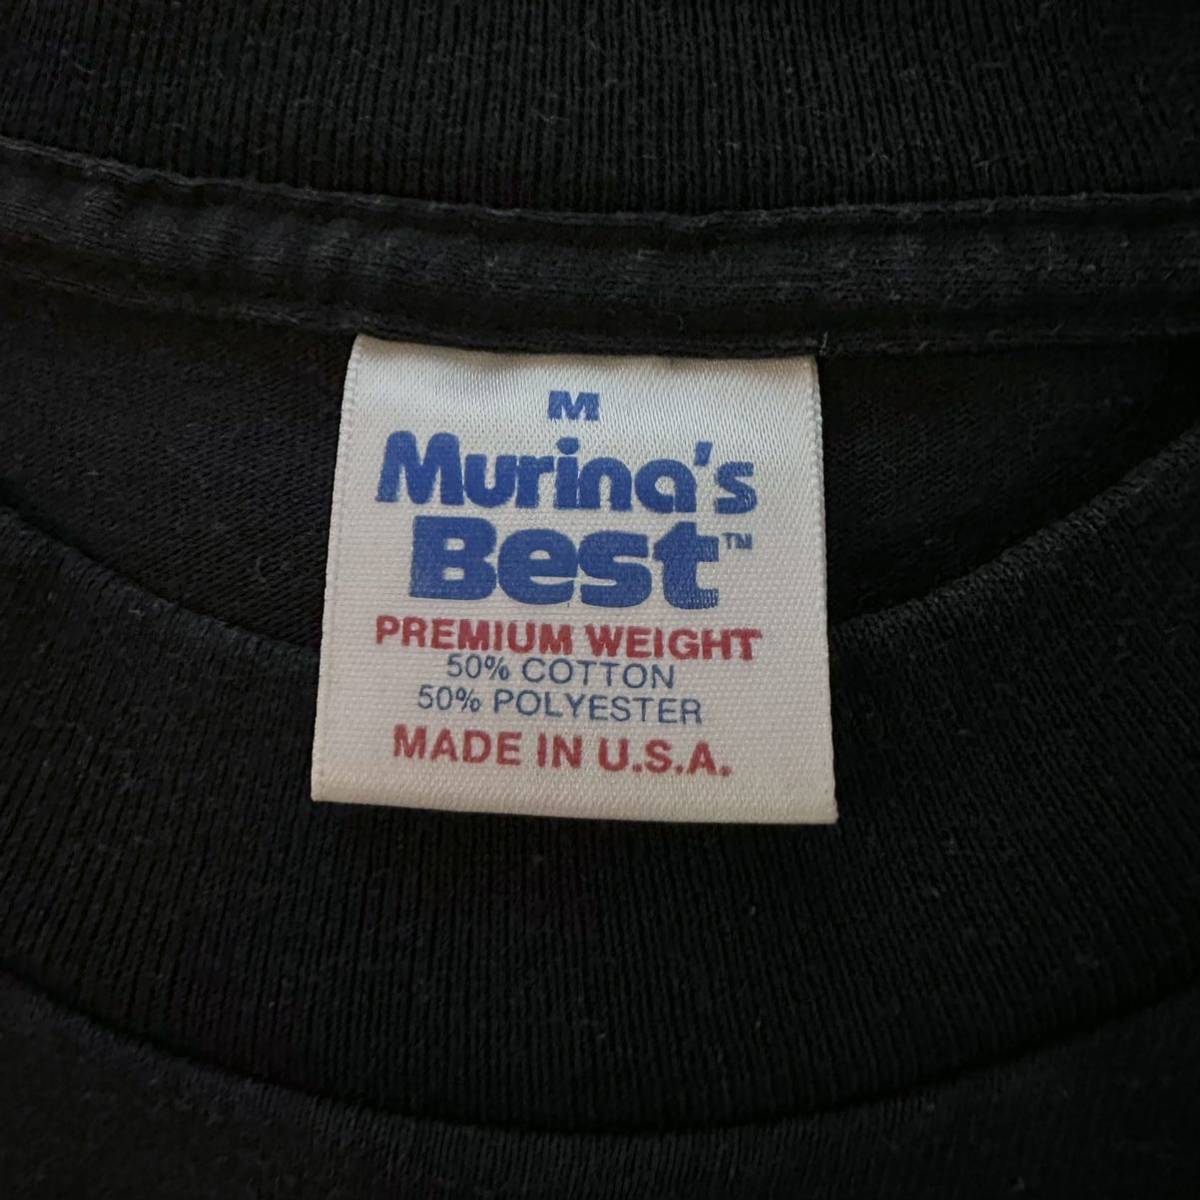 M
Murina's
Best™
PREMIUM WEIGHT
50% COTTON
50% POLYESTER
MADE IN U.S.A.